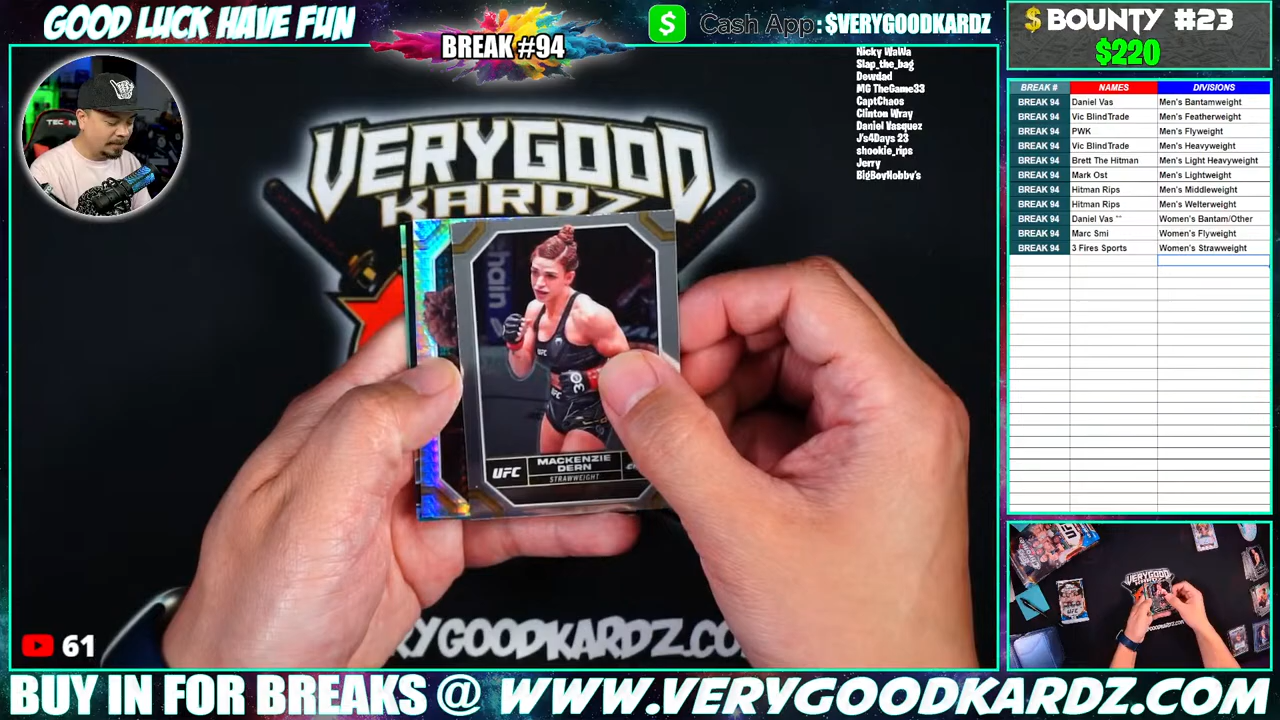 GOOD LUCK HAVE FUN
BREAK #94
$ Cash App : $VERYGOODKARDZ
$ BOUNTY #23
$220
Nicky WaWa
Slap_the_bag
Dewdad
MG TheGame33
CaptChaos
Clinton Wray
Daniel Vasquez
J's4Days 23
shookie_rips
Jerry
BigBoyHobby's
BREAK # NAMES DIVISIONS
BREAK 94 Daniel Vas Men's Bantamweight
BREAK 94 Vic BlindTrade Men's Featherweight
BREAK 94 PWK Men's Flyweight
BREAK 94 Vic BlindTrade Men's Heavyweight
BREAK 94 Brett The Hitman Men's Light Heavyweight
BREAK 94 Mark Ost Men's Lightweight
BREAK 94 Hitman Rips Men's Middleweight
BREAK 94 Hitman Rips Men's Welterweight
BREAK 94 Daniel Vas ** Women's Bantam/Other
BREAK 94 Marc Smi Women's Flyweight
BREAK 94 3 Fires Sports Women's Strawweight
VERYGOOD
KARDZ
UFC
MACKENZIE
DERN
STRAWWEIGHT
RYGOODKARDZ.CO
61
BUY IN FOR BREAKS @ WWW.VERYGOODKARDZ.COM